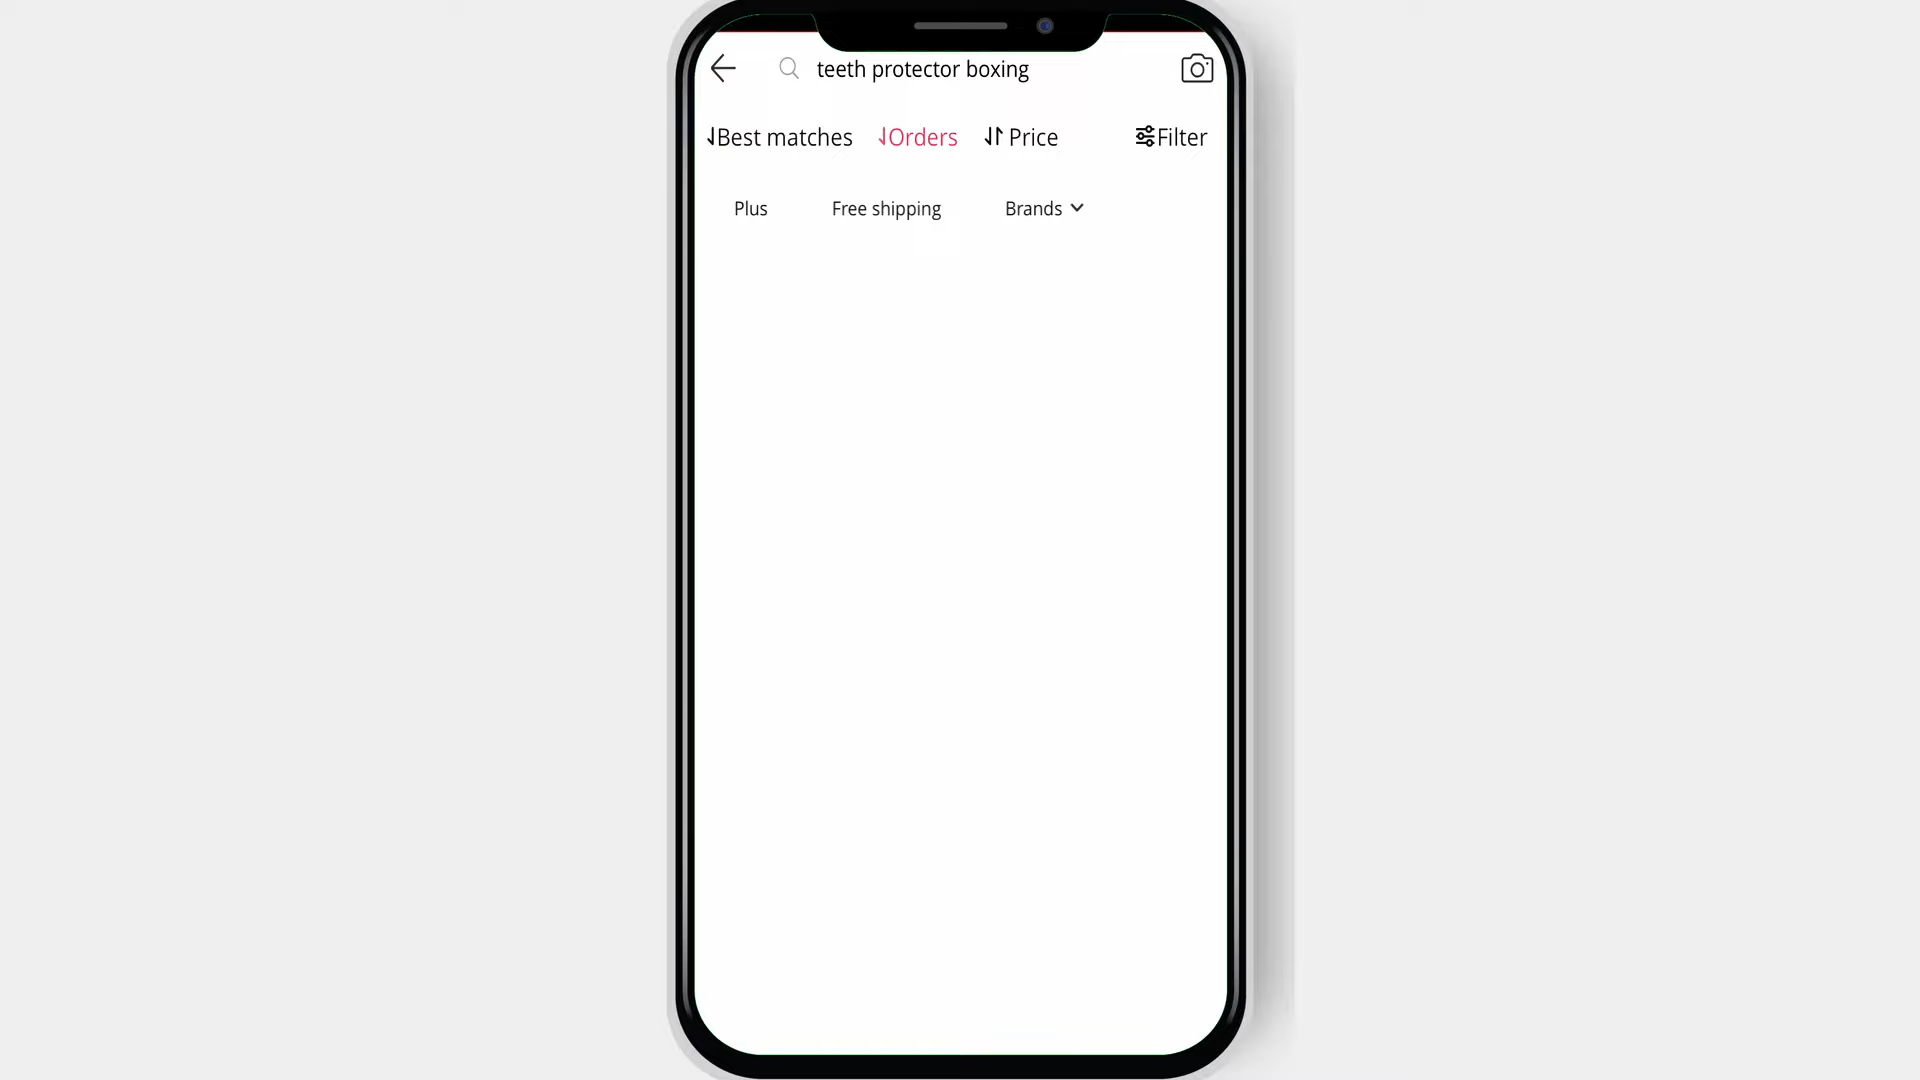 teeth protector boxing
Best matches Orders Price Filter
Plus Free shipping Brands